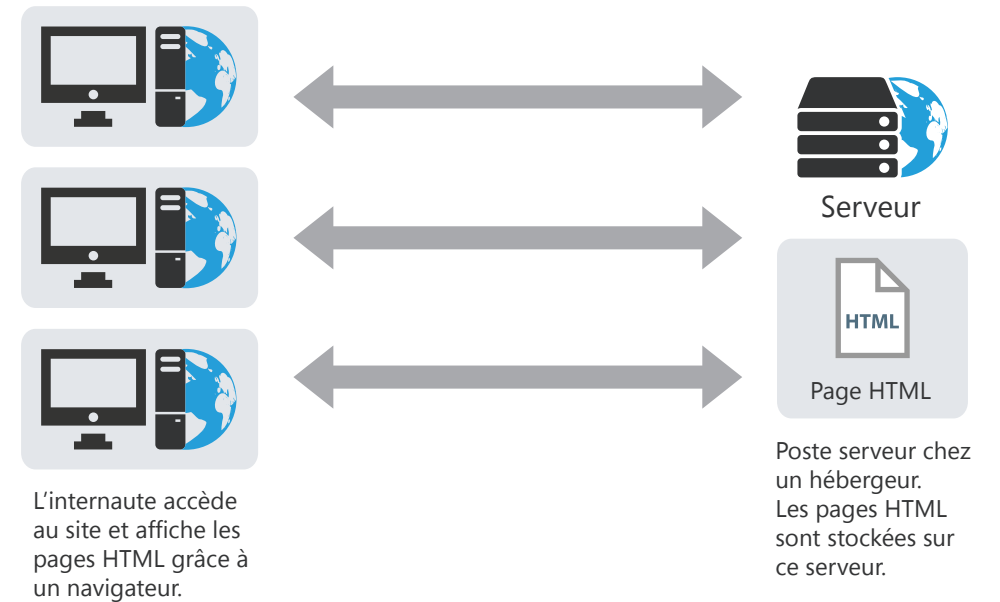 Serveur
HTML
Page HTML
Poste serveur chez
un hébergeur.
Les pages HTML
sont stockées sur
ce serveur.
L’internaute accède
au site et affiche les
pages HTML grâce à
un navigateur.